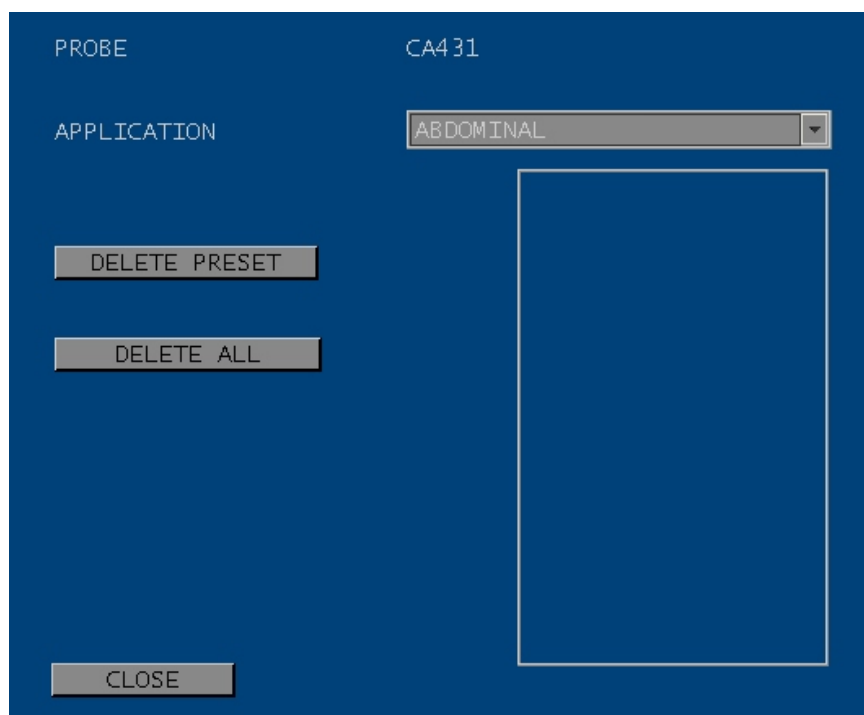 PROBE CA431
APPLICATION ABDOMINAL
DELETE PRESET
DELETE ALL
CLOSE